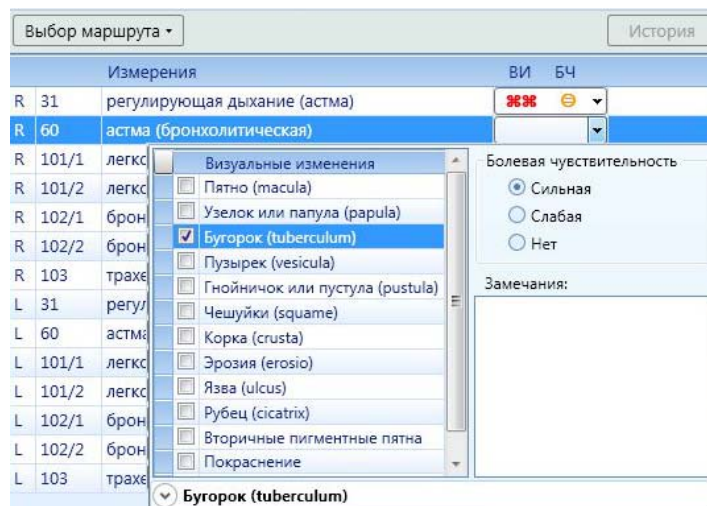 Выбор маршрута
История
Измерения ВИ БЧ
R 31 регулирующая дыхание (астма)
R 60 астма (бронхолитическая)
R 101/1 легко
R 101/2 легко
R 102/1 брон
R 102/2 брон
R 103 трахе
L 31 регул
L 60 астма
L 101/1 легко
L 101/2 легко
L 102/1 брон
L 102/2 брон
L 103 трахе
Визуальные изменения
Пятно (macula)
Узелок или папула (papula)
Бугорок (tuberculum)
Пузырек (vesicula)
Гнойничок или пустула (pustula)
Чешуйки (squame)
Корка (crusta)
Эрозия (erosio)
Язва (ulcus)
Рубец (cicatrix)
Вторичные пигментные пятна
Покраснение
Бугорок (tuberculum)
Болевая чувствительность
Сильная
Слабая
Нет
Замечания: